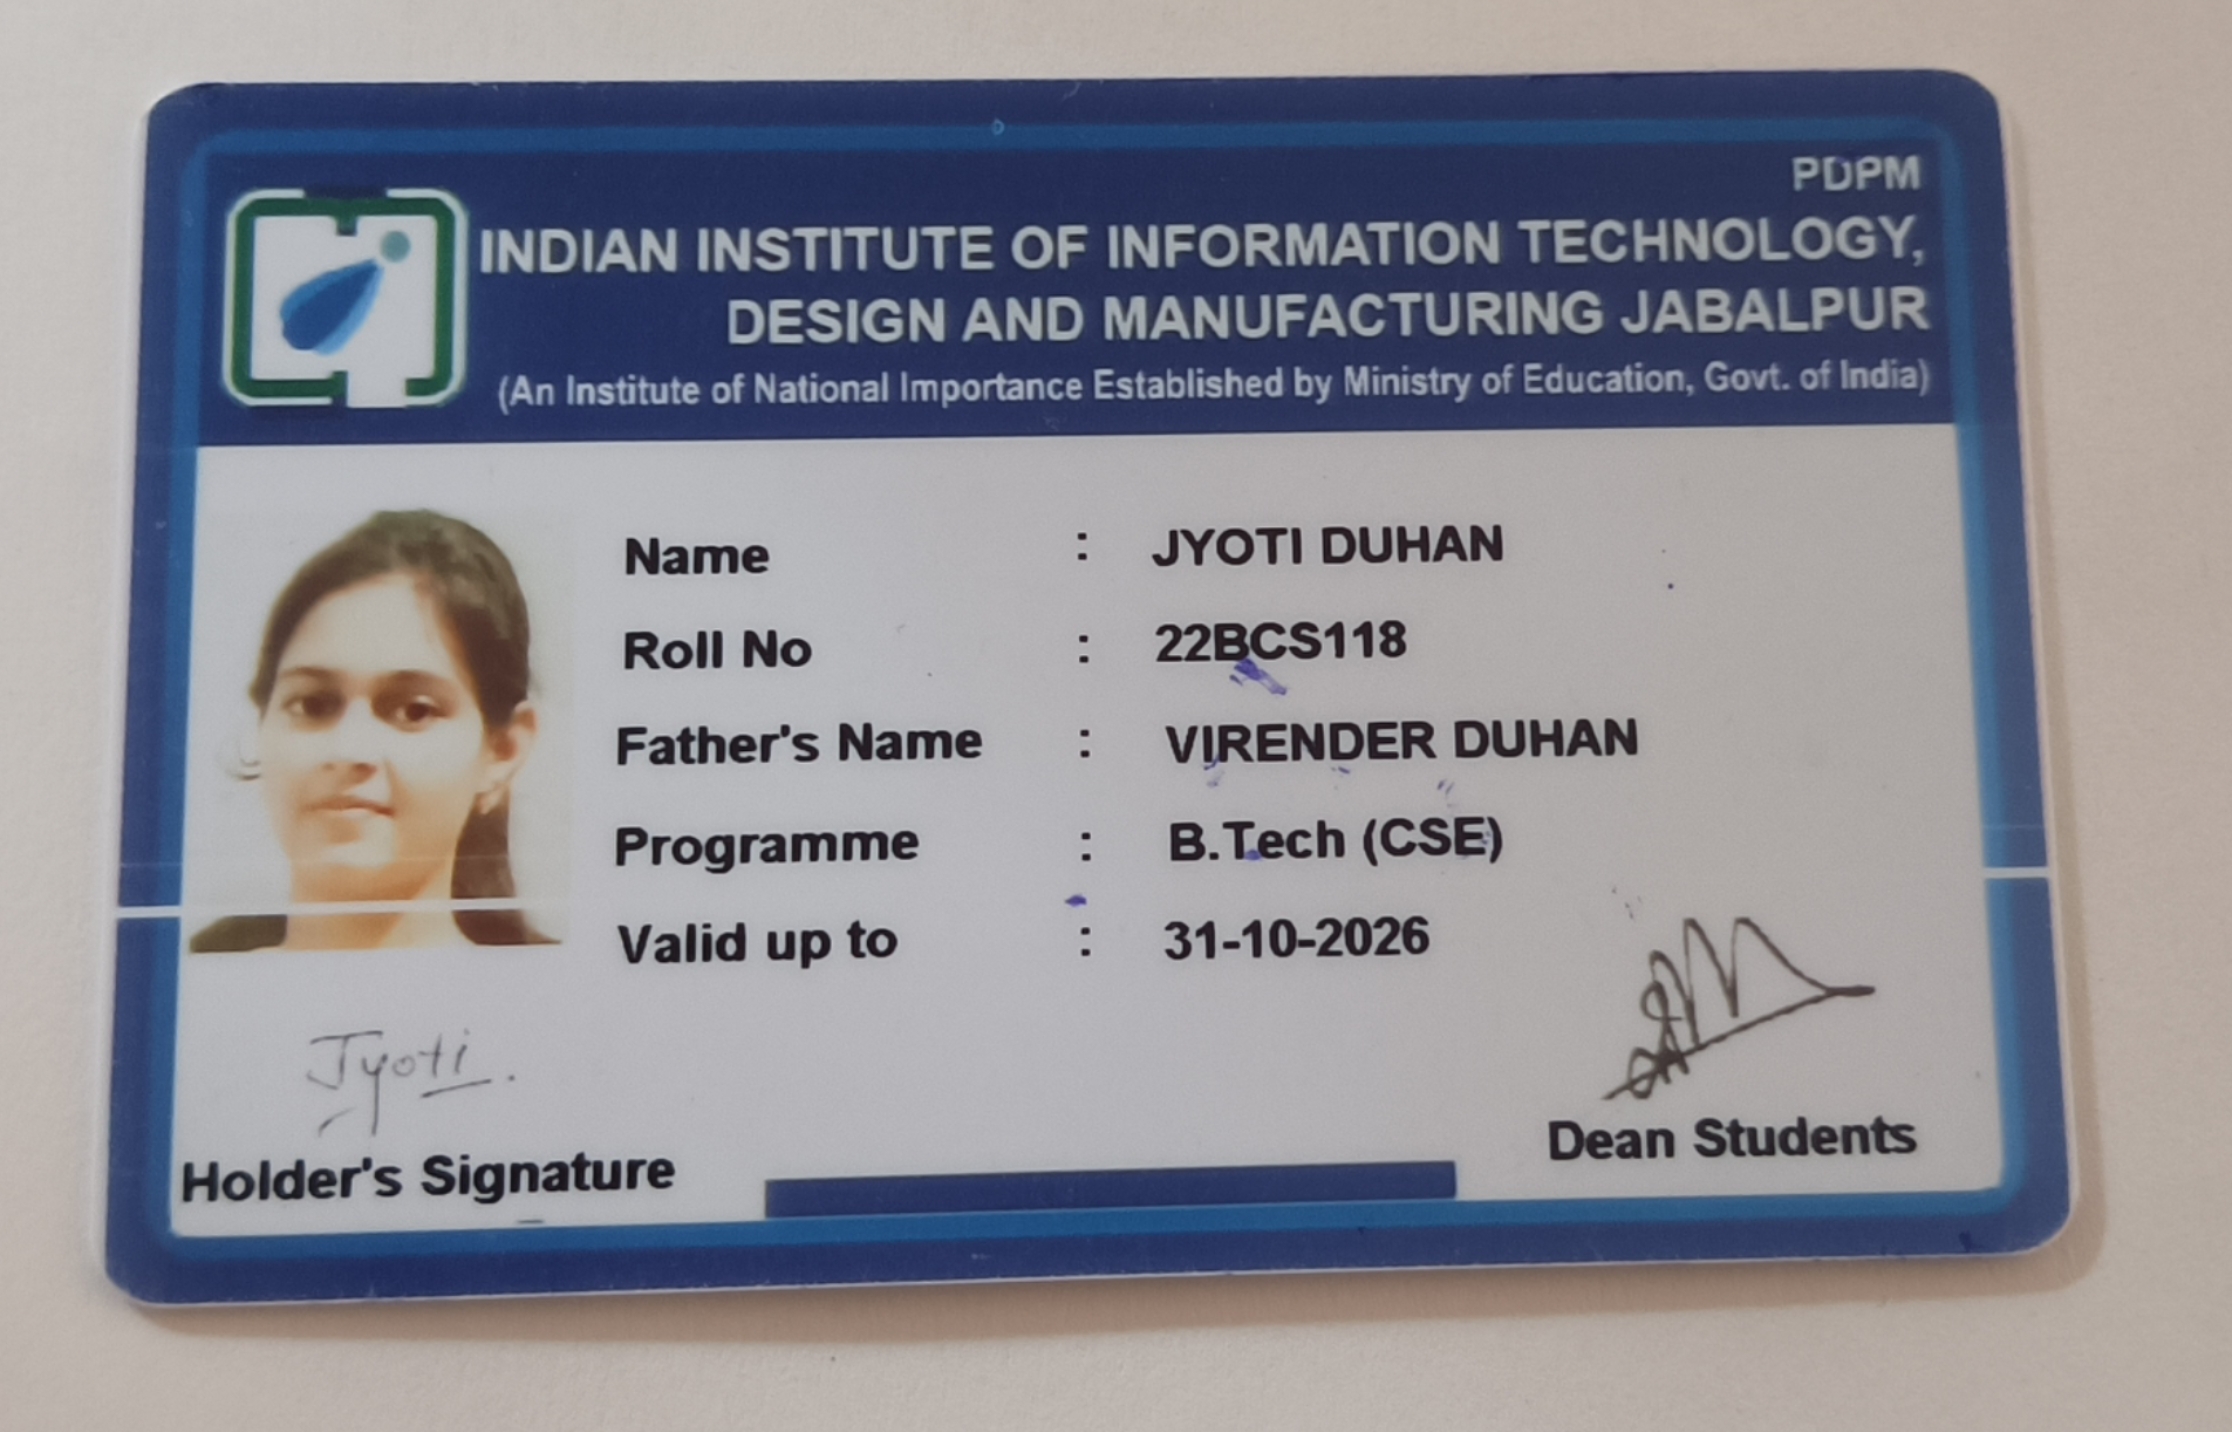 PDPM
INDIAN INSTITUTE OF INFORMATION TECHNOLOGY,
DESIGN AND MANUFACTURING JABALPUR
(An Institute of National Importance Established by Ministry of Education, Govt. of India)
Name : JYOTI DUHAN
Roll No : 22BCS118
Father's Name : VIRENDER DUHAN
Programme : B.Tech (CSE)
Valid up to : 31-10-2026
Jyoti.
Holder's Signature
Dean Students